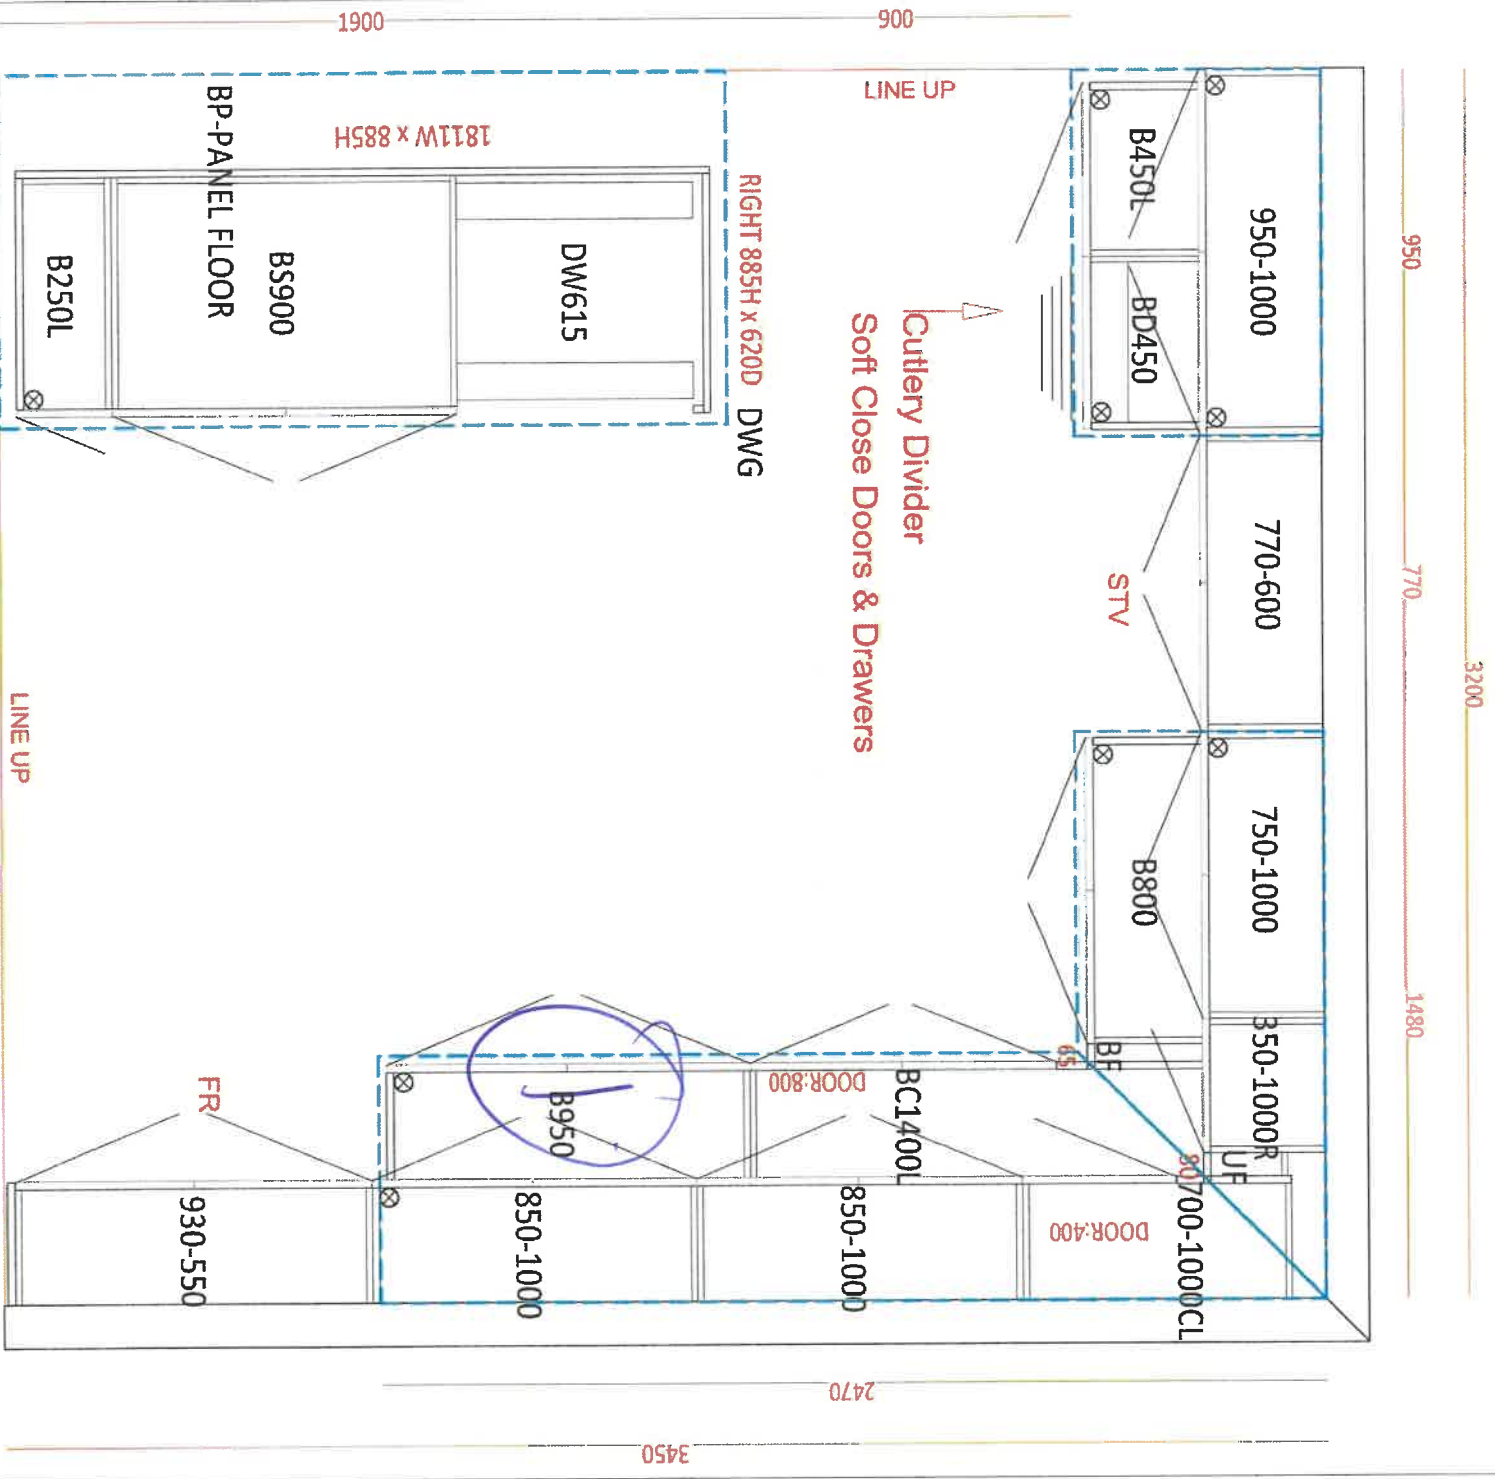 1900
900
LINE UP
BP-PANEL FLOOR
1811W x 885H
B250L
BS900
DW615
RIGHT 885H x 620D
DWG
B450L
BD450
950-1000
950
Cutlery Divider
Soft Close Doors & Drawers
770-600
770
STV
3200
750-1000
B800
1480
350-1000R
BF
65
UF
80
LINE UP
FR
B950
DOOR:800
BC1400L
DOOR:400
700-1000CL
930-550
850-1000
850-1000
2470
3450